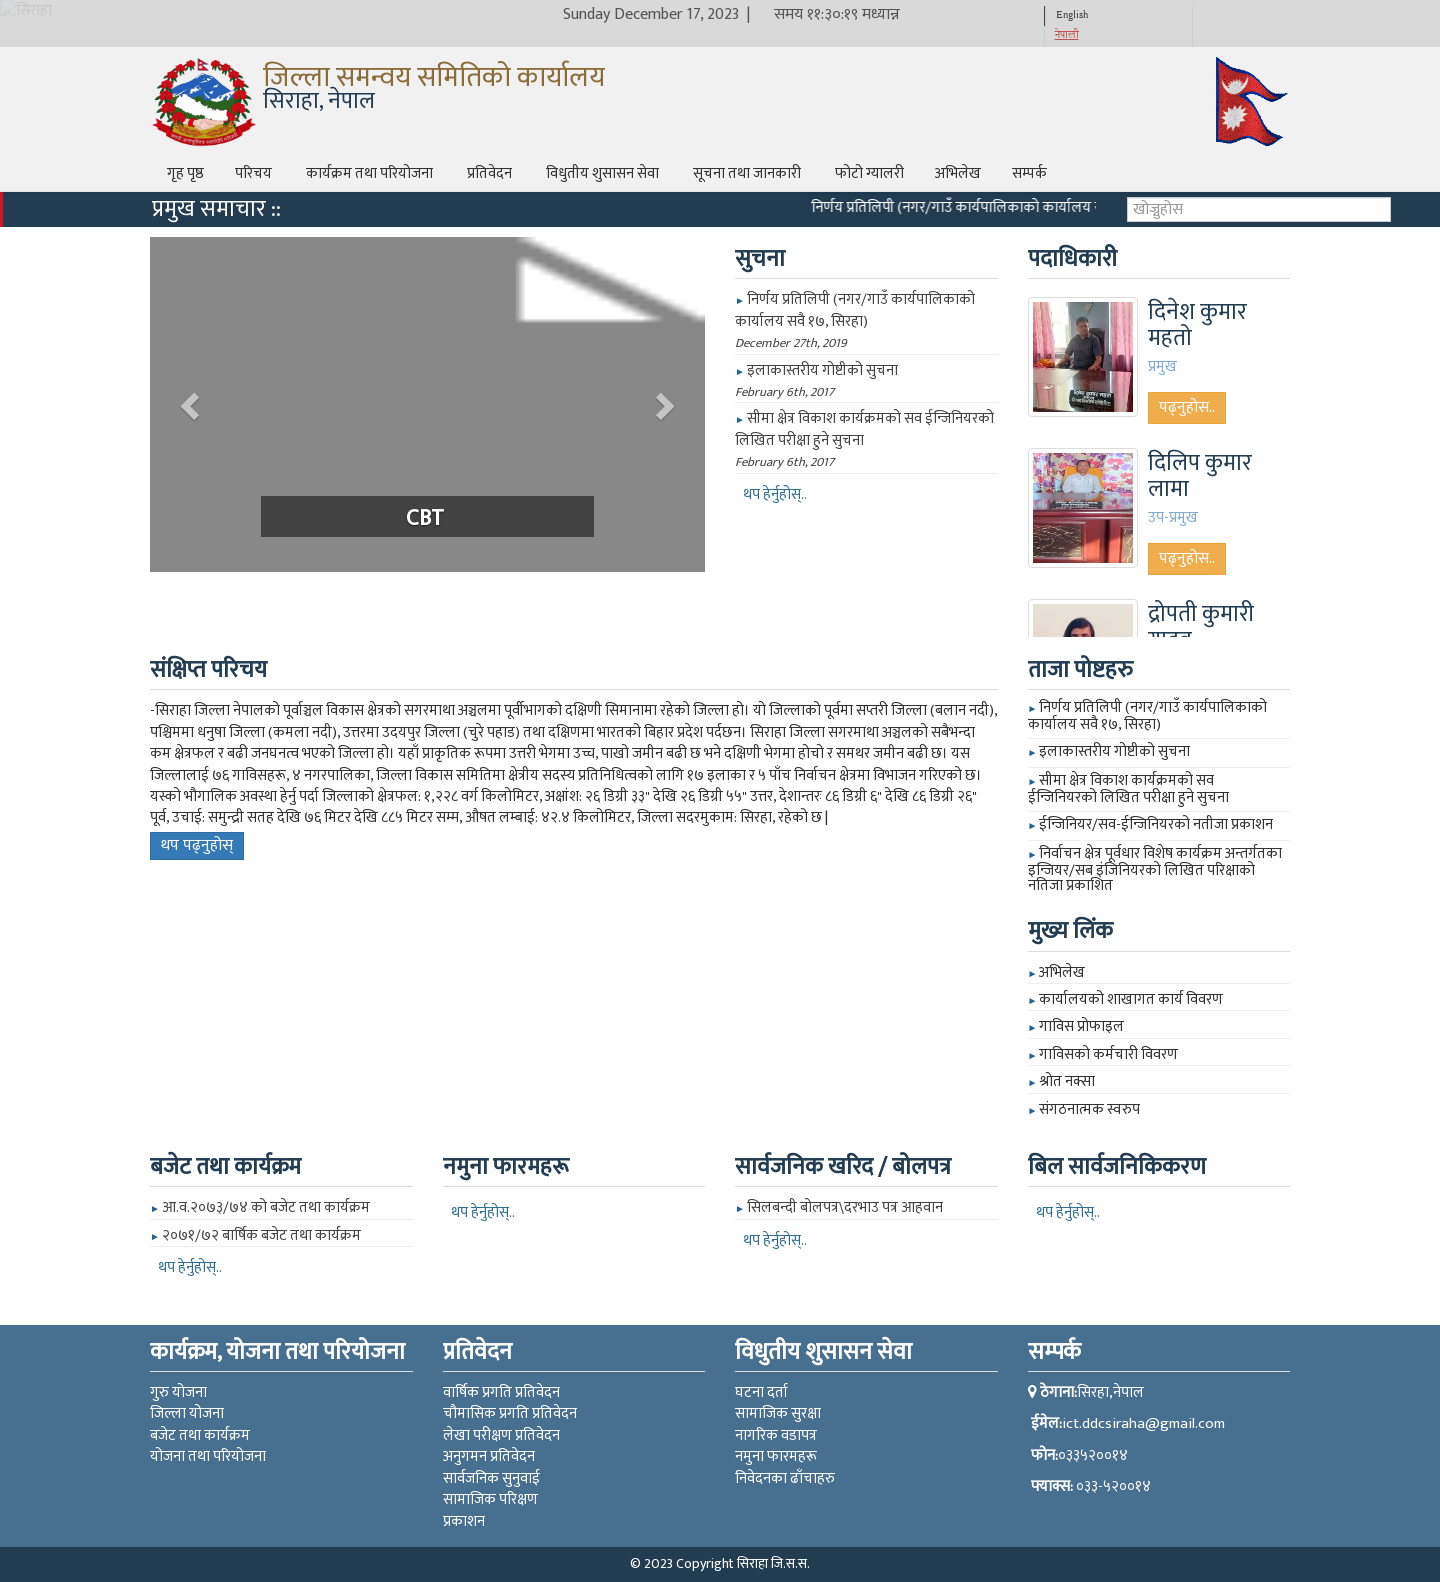 सिराहा
Sunday December 17, 2023 | समय ११:३०:१९ मध्यान्न
English
नेपाली
जिल्ला समन्वय समितिको कार्यालय
सिराहा, नेपाल
गृह पृष्ठ परिचय कार्यक्रम तथा परियोजना प्रतिवेदन विधुतीय शुसासन सेवा सूचना तथा जानकारी फोटो ग्यालरी अभिलेख सम्पर्क
प्रमुख समाचार :: निर्णय प्रतिलिपी (नगर/गाउँ कार्यपालिकाको कार्यालय खोज्नुहोस
CBT
सुचना
► निर्णय प्रतिलिपी (नगर/गाउँ कार्यपालिकाको
कार्यालय सवै १७, सिरहा)
December 27th, 2019
► इलाकास्तरीय गोष्टीको सुचना
February 6th, 2017
► सीमा क्षेत्र विकाश कार्यक्रमको सव ईन्जिनियरको
लिखित परीक्षा हुने सुचना
February 6th, 2017
थप हेर्नुहोस्..
पदाधिकारी
दिनेश कुमार
महतो
प्रमुख
पढ्नुहोस..
दिलिप कुमार
लामा
उप-प्रमुख
पढ्नुहोस..
द्रोपती कुमारी
संक्षिप्त परिचय
-सिराहा जिल्ला नेपालको पूर्वाञ्चल विकास क्षेत्रको सगरमाथा अञ्चलमा पूर्वीभागको दक्षिणी सिमानामा रहेको जिल्ला हो। यो जिल्लाको पूर्वमा सप्तरी जिल्ला (बलान नदी),
पश्चिममा धनुषा जिल्ला (कमला नदी), उत्तरमा उदयपुर जिल्ला (चुरे पहाड) तथा दक्षिणमा भारतको बिहार प्रदेश पर्दछन। सिराहा जिल्ला सगरमाथा अञ्चलको सबैभन्दा
कम क्षेत्रफल र बढी जनघनत्व भएको जिल्ला हो। यहाँ प्राकृतिक रूपमा उत्तरी भेगमा उच्च, पाखो जमीन बढी छ भने दक्षिणी भेगमा होचो र समथर जमीन बढी छ। यस
जिल्लालाई ७६ गाविसहरू, ४ नगरपालिका, जिल्ला विकास समितिमा क्षेत्रीय सदस्य प्रतिनिधित्वको लागि १७ इलाका र ५ पाँच निर्वाचन क्षेत्रमा विभाजन गरिएको छ।
यस्को भौगालिक अवस्था हेर्नु पर्दा जिल्लाको क्षेत्रफल: १,२२८ वर्ग किलोमिटर, अक्षांश: २६ डिग्री ३३" देखि २६ डिग्री ५५" उत्तर, देशान्तरः ८६ डिग्री ६" देखि ८६ डिग्री २६"
पूर्व, उचाई: समुन्द्री सतह देखि ७६ मिटर देखि ८८५ मिटर सम्म, औषत लम्बाई: ४२.४ किलोमिटर, जिल्ला सदरमुकाम: सिरहा, रहेको छ |
थप पढ्नुहोस्
ताजा पोष्टहरु
► निर्णय प्रतिलिपी (नगर/गाउँ कार्यपालिकाको
कार्यालय सवै १७, सिरहा)
► इलाकास्तरीय गोष्टीको सुचना
► सीमा क्षेत्र विकाश कार्यक्रमको सव
ईन्जिनियरको लिखित परीक्षा हुने सुचना
► ईन्जिनियर/सव-ईन्जिनियरको नतीजा प्रकाशन
► निर्वाचन क्षेत्र पूर्वधार विशेष कार्यक्रम अन्तर्गतका
इन्जियर/सब इंजिनियरको लिखित परिक्षाको
नतिजा प्रकाशित
मुख्य लिंक
► अभिलेख
► कार्यालयको शाखागत कार्य विवरण
► गाविस प्रोफाइल
► गाविसको कर्मचारी विवरण
► श्रोत नक्सा
► संगठनात्मक स्वरुप
बजेट तथा कार्यक्रम
► आ.व.२०७३/७४ को बजेट तथा कार्यक्रम
► २०७१/७२ बार्षिक बजेट तथा कार्यक्रम
थप हेर्नुहोस्..
नमुना फारमहरू
थप हेर्नुहोस्..
सार्वजनिक खरिद / बोलपत्र
► सिलबन्दी बोलपत्र\दरभाउ पत्र आहवान
थप हेर्नुहोस्..
बिल सार्वजनिकिकरण
थप हेर्नुहोस्..
कार्यक्रम, योजना तथा परियोजना
गुरु योजना
जिल्ला योजना
बजेट तथा कार्यक्रम
योजना तथा परियोजना
प्रतिवेदन
वार्षिक प्रगति प्रतिवेदन
चौमासिक प्रगति प्रतिवेदन
लेखा परीक्षण प्रतिवेदन
अनुगमन प्रतिवेदन
सार्वजनिक सुनुवाई
सामाजिक परिक्षण
प्रकाशन
विधुतीय शुसासन सेवा
घटना दर्ता
सामाजिक सुरक्षा
नागरिक वडापत्र
नमुना फारमहरू
निवेदनका ढाँचाहरु
सम्पर्क
ठेगाना:सिरहा,नेपाल
ईमेल:ict.ddcsiraha@gmail.com
फोन:०३३५२००१४
फ्याक्स: ०३३-५२००१४
© 2023 Copyright सिराहा जि.स.स.